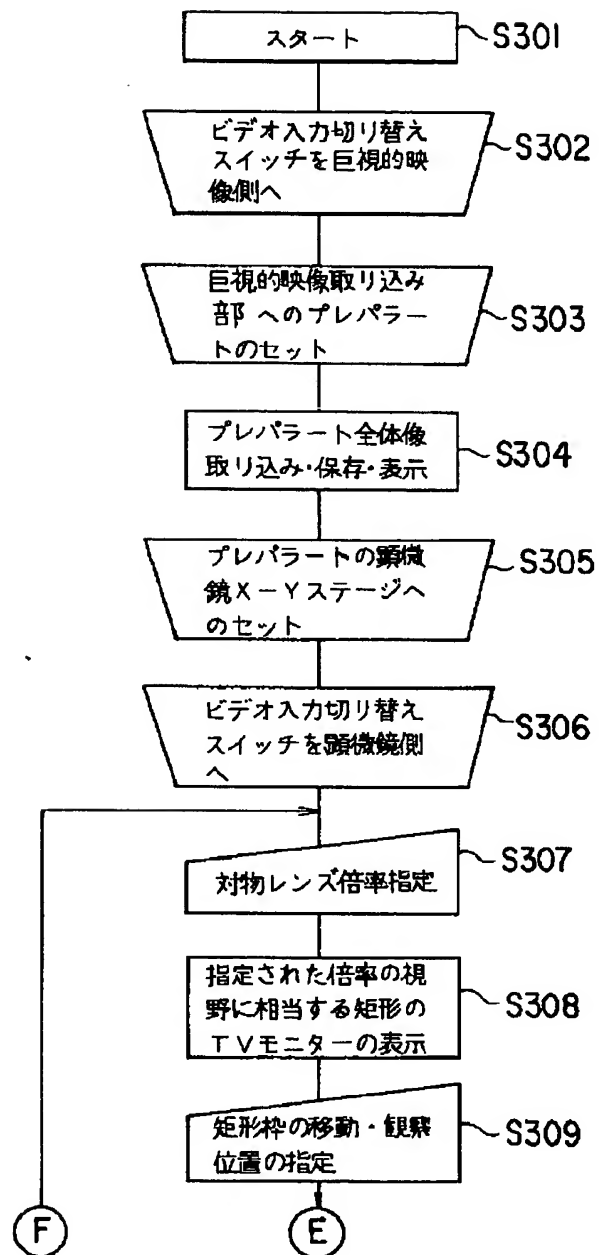 スタート
S301
ビデオ入力切り替え
スイッチを巨視的映
像側へ
S302
巨視的映像取り込み
部 へのプレパラー
トのセット
S303
プレパラート全体像
取り込み・保存・表示
S304
プレパラートの顕微
鏡X-Yステージへ
のセット
S305
ビデオ入力切り替え
スイッチを顕微鏡側
へ
S306
対物レンズ倍率指定
S307
指定された倍率の視
野に相当する矩形の
TVモニターの表示
S308
矩形枠の移動・観察
位置の指定
S309
F
E